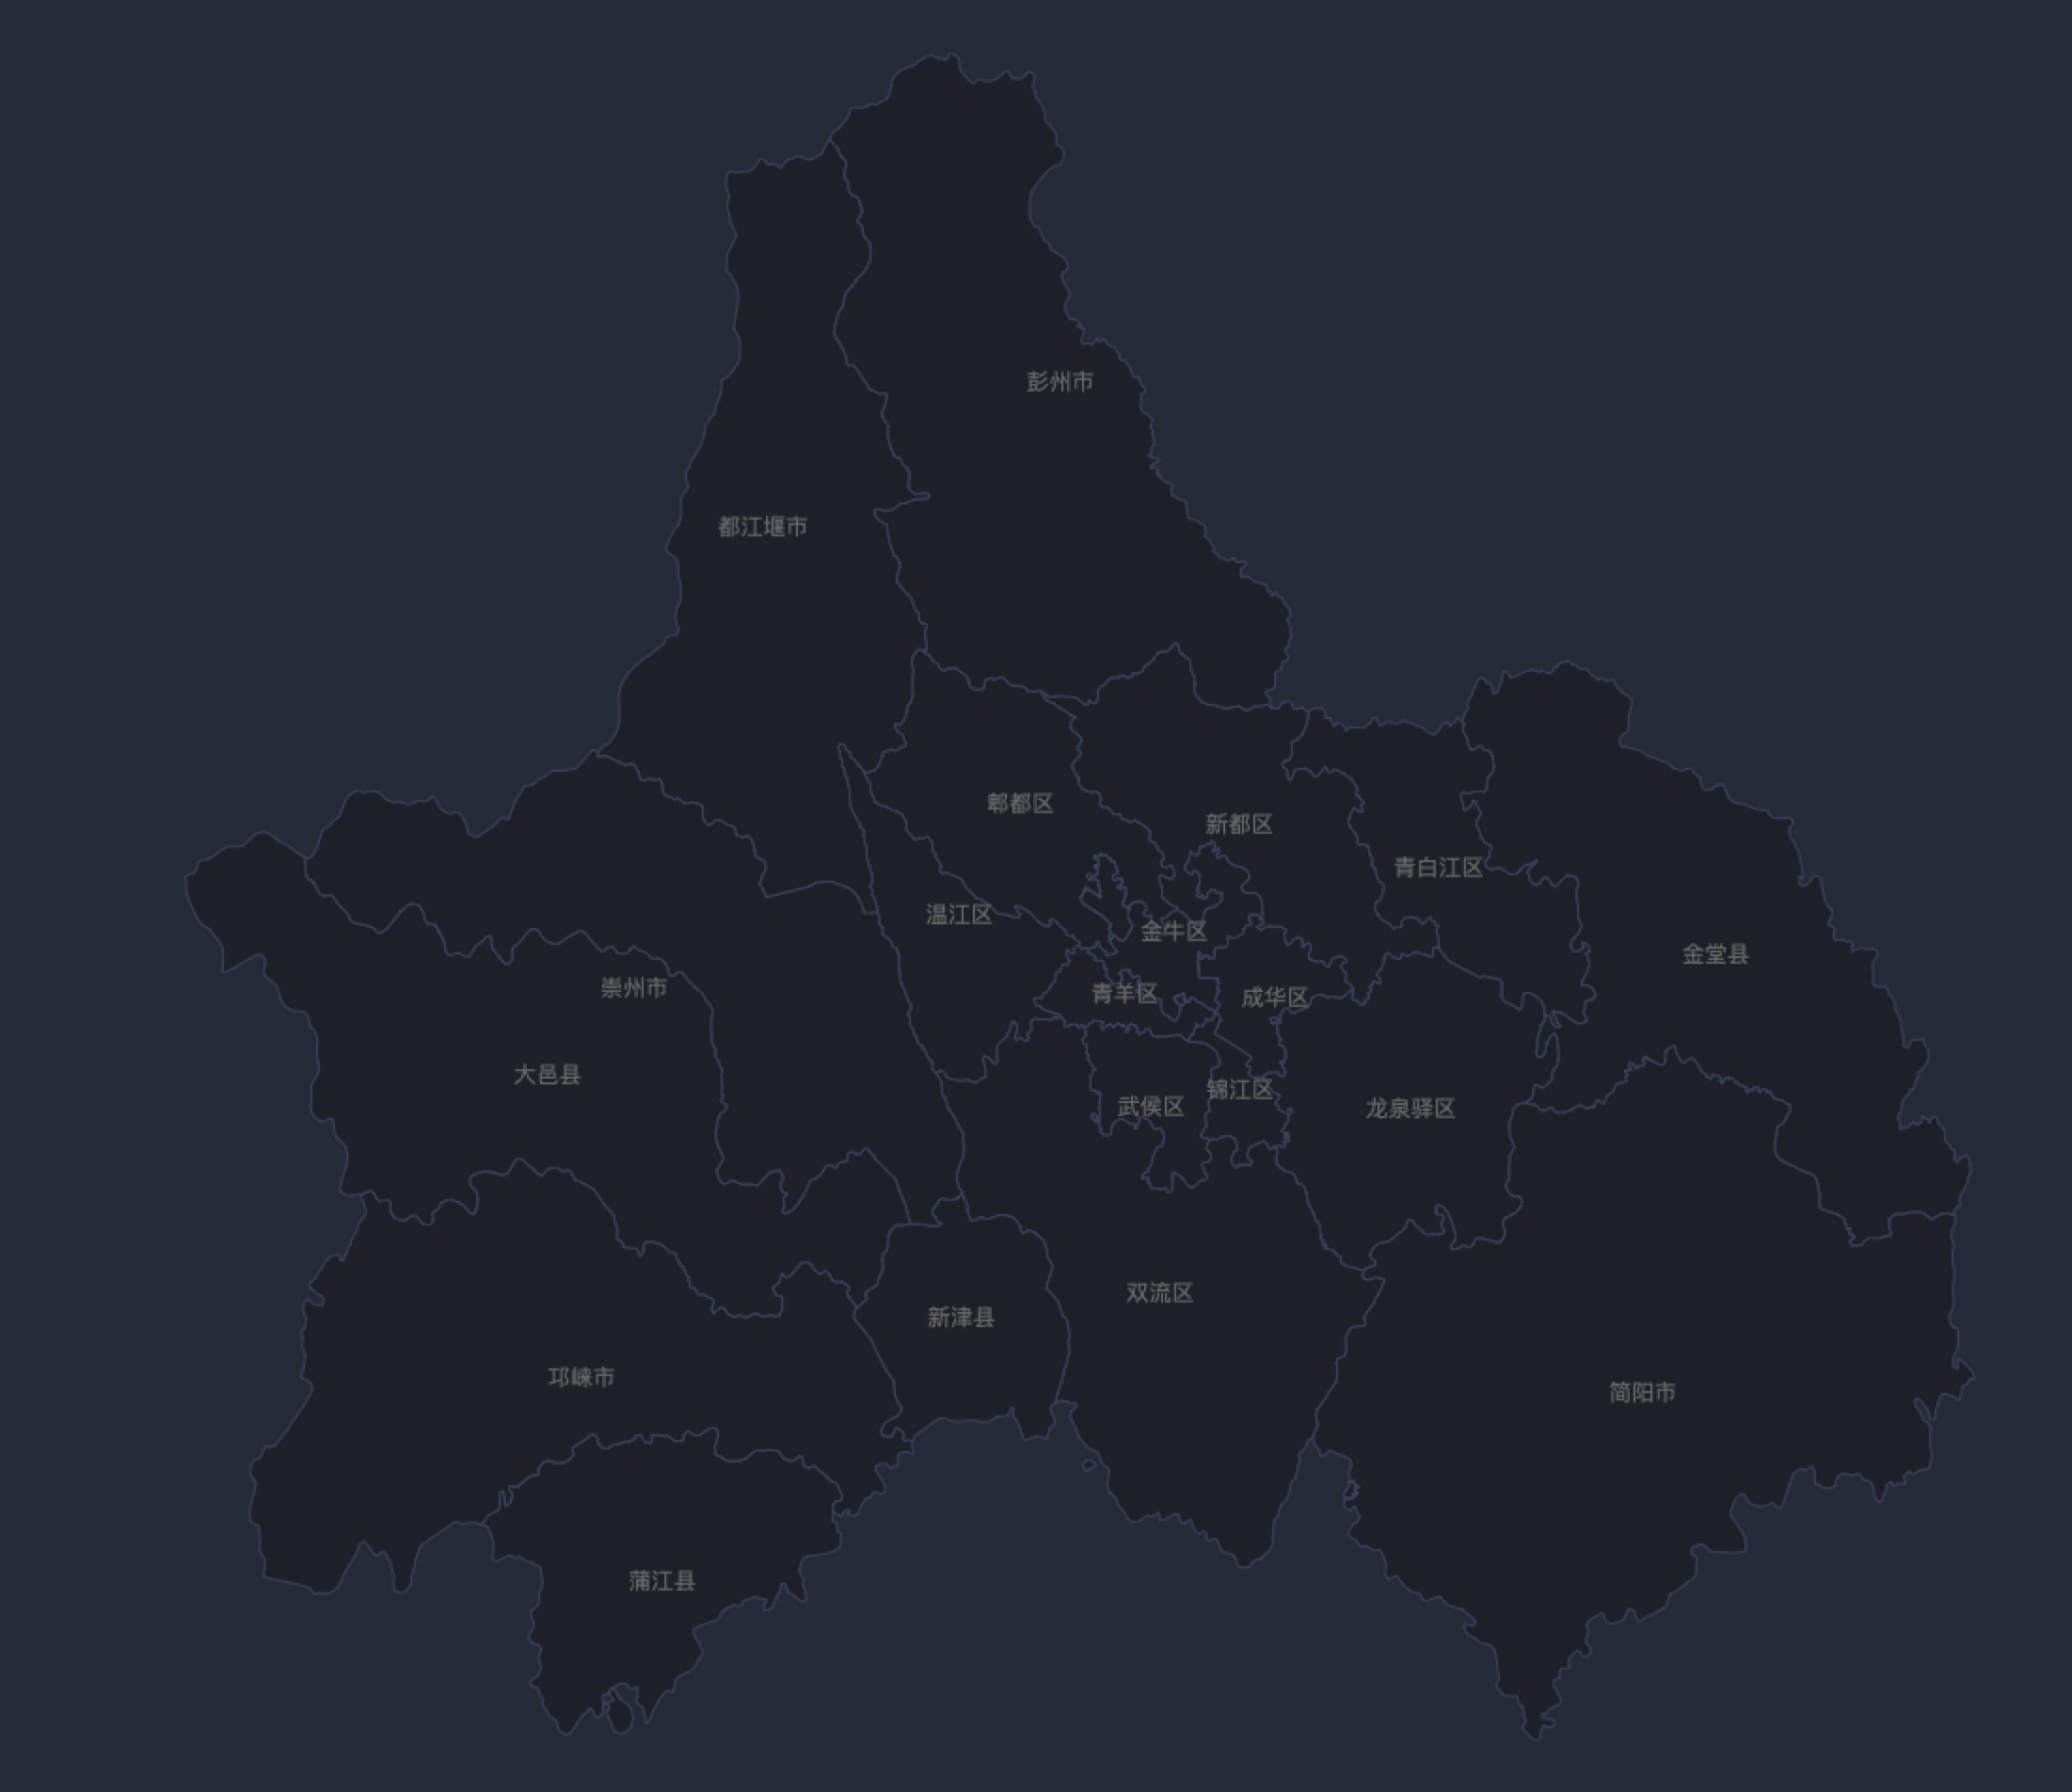 彭州市
都江堰市
郫都区
新都区
青白江区
温江区
金牛区
金堂县
崇州市
青羊区
成华区
大邑县
锦江区
武侯区
龙泉驿区
双流区
新津县
邛崃市
简阳市
蒲江县